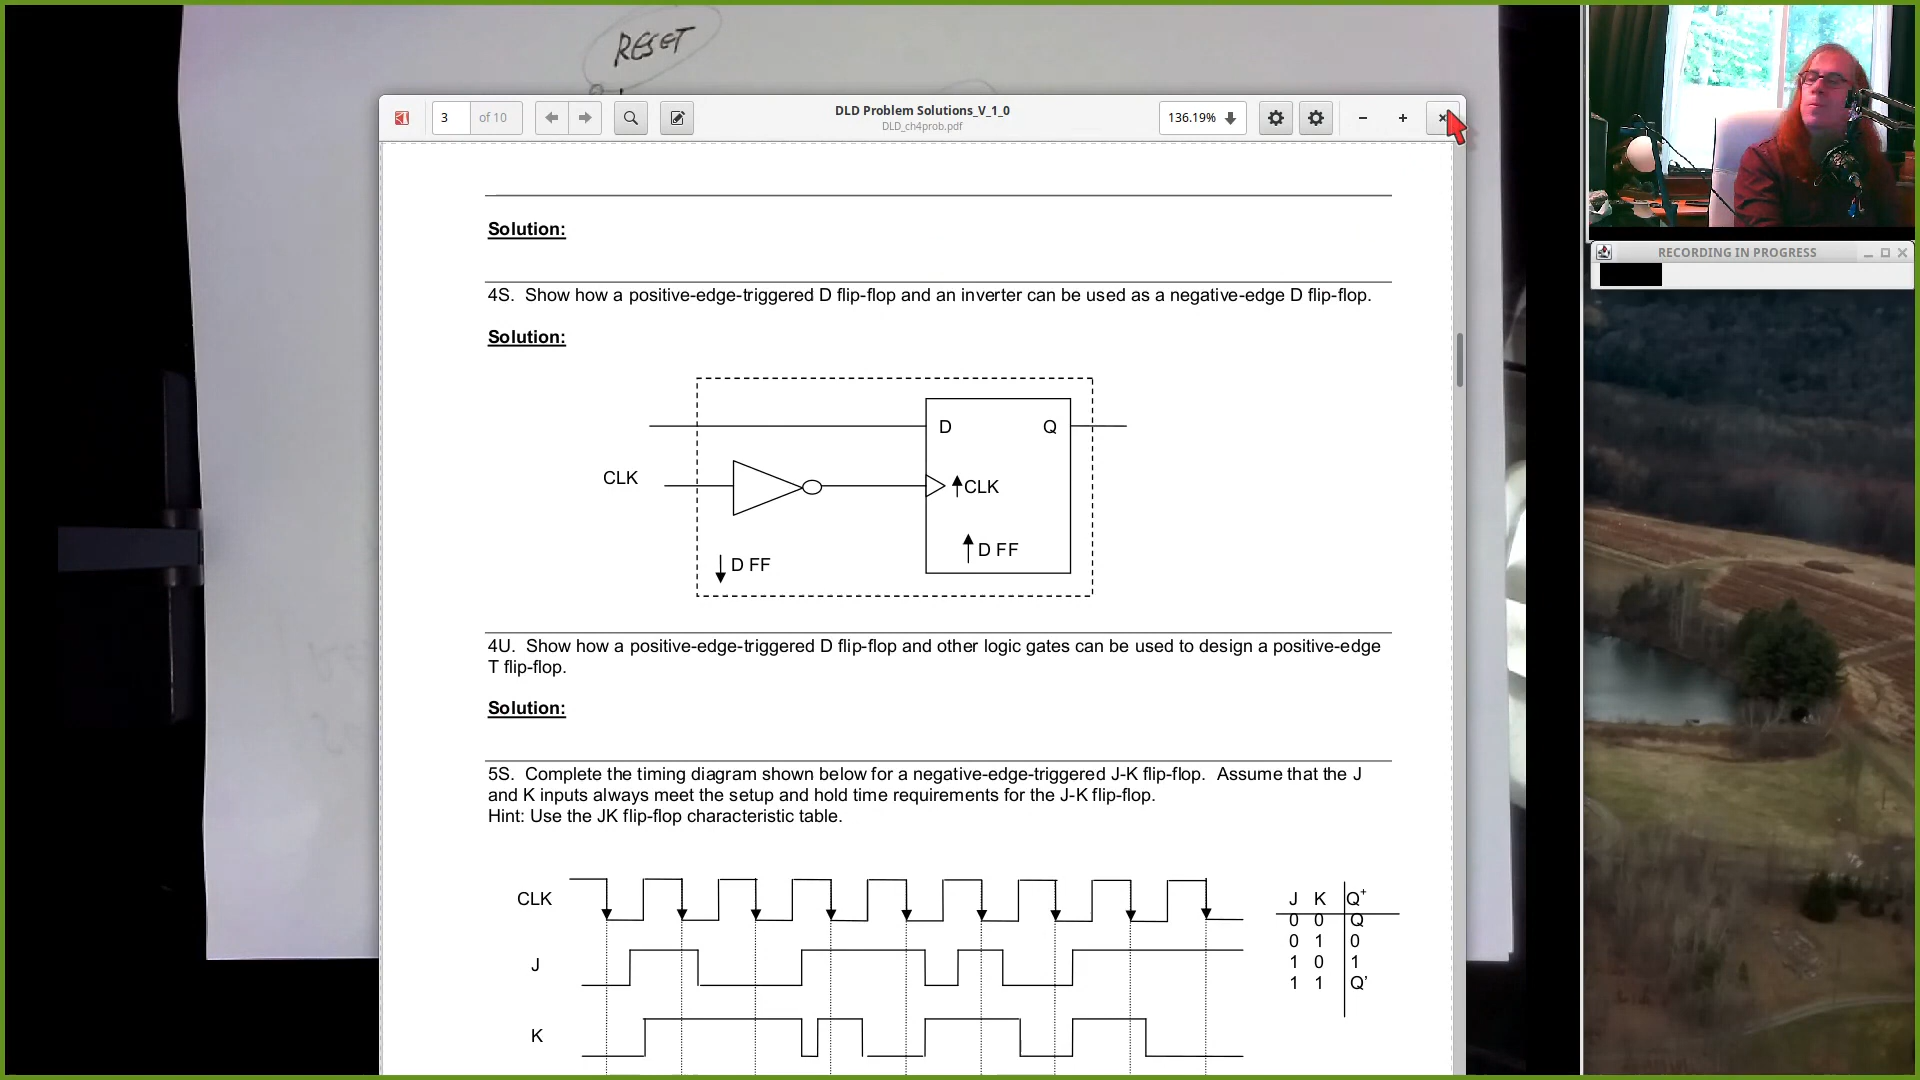 RESET
3 of 10
DLD Problem Solutions_V_1_0
DLD_ch4prob.pdf
136.19%
RECORDING IN PROGRESS
Solution:
4S. Show how a positive-edge-triggered D flip-flop and an inverter can be used as a negative-edge D flip-flop.
Solution:
D Q
CLK
CLK
D FF
D FF
4U. Show how a positive-edge-triggered D flip-flop and other logic gates can be used to design a positive-edge
T flip-flop.
Solution:
5S. Complete the timing diagram shown below for a negative-edge-triggered J-K flip-flop. Assume that the J
and K inputs always meet the setup and hold time requirements for the J-K flip-flop.
Hint: Use the JK flip-flop characteristic table.
CLK
J
K
J K Q+
0 0 Q
0 1 0
1 0 1
1 1 Q’